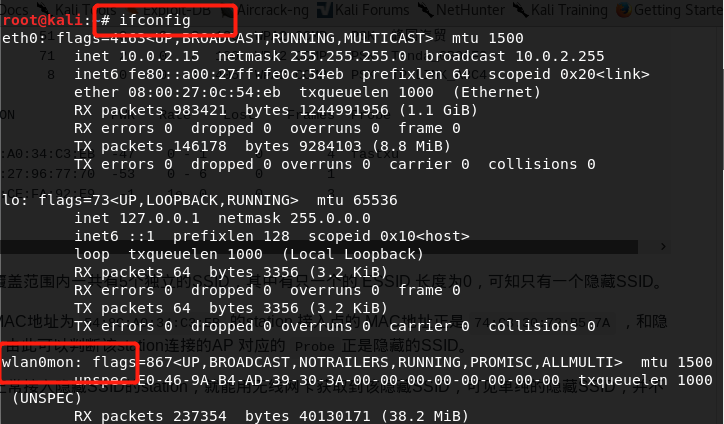 Docs Kali Tools Exploit-DB Aircrack-ng Kali Forums NetHunter Kali Training Getting Starte
root@kali:~# ifconfig
eth0: flags=4163<UP,BROADCAST,RUNNING,MULTICAST>  mtu 1500
inet 10.0.2.15  netmask 255.255.255.0  broadcast 10.0.2.255
inet6 fe80::a00:27ff:fe0c:54eb  prefixlen 64  scopeid 0x20<link>
ether 08:00:27:0c:54:eb  txqueuelen 1000  (Ethernet)
RX packets 983421  bytes 1244991956 (1.1 GiB)
RX errors 0  dropped 0  overruns 0  frame 0
TX packets 146178  bytes 9284103 (8.8 MiB)
TX errors 0  dropped 0 overruns 0  carrier 0  collisions 0
lo: flags=73<UP,LOOPBACK,RUNNING>  mtu 65536
inet 127.0.0.1  netmask 255.0.0.0
inet6 ::1  prefixlen 128  scopeid 0x10<host>
loop  txqueuelen 1000  (Local Loopback)
RX packets 64  bytes 3356 (3.2 KiB)
RX errors 0  dropped 0  overruns 0  frame 0
TX packets 64  bytes 3356 (3.2 KiB)
TX errors 0  dropped 0 overruns 0  carrier 0  collisions 0
wlan0mon: flags=867<UP,BROADCAST,NOTRAILERS,RUNNING,PROMISC,ALLMULTI>  mtu 1500
unspec E0-46-9A-B4-AD-39-30-3A-00-00-00-00-00-00-00-00  txqueuelen 1000
(UNSPEC)
RX packets 237354  bytes 40130171 (38.2 MiB)